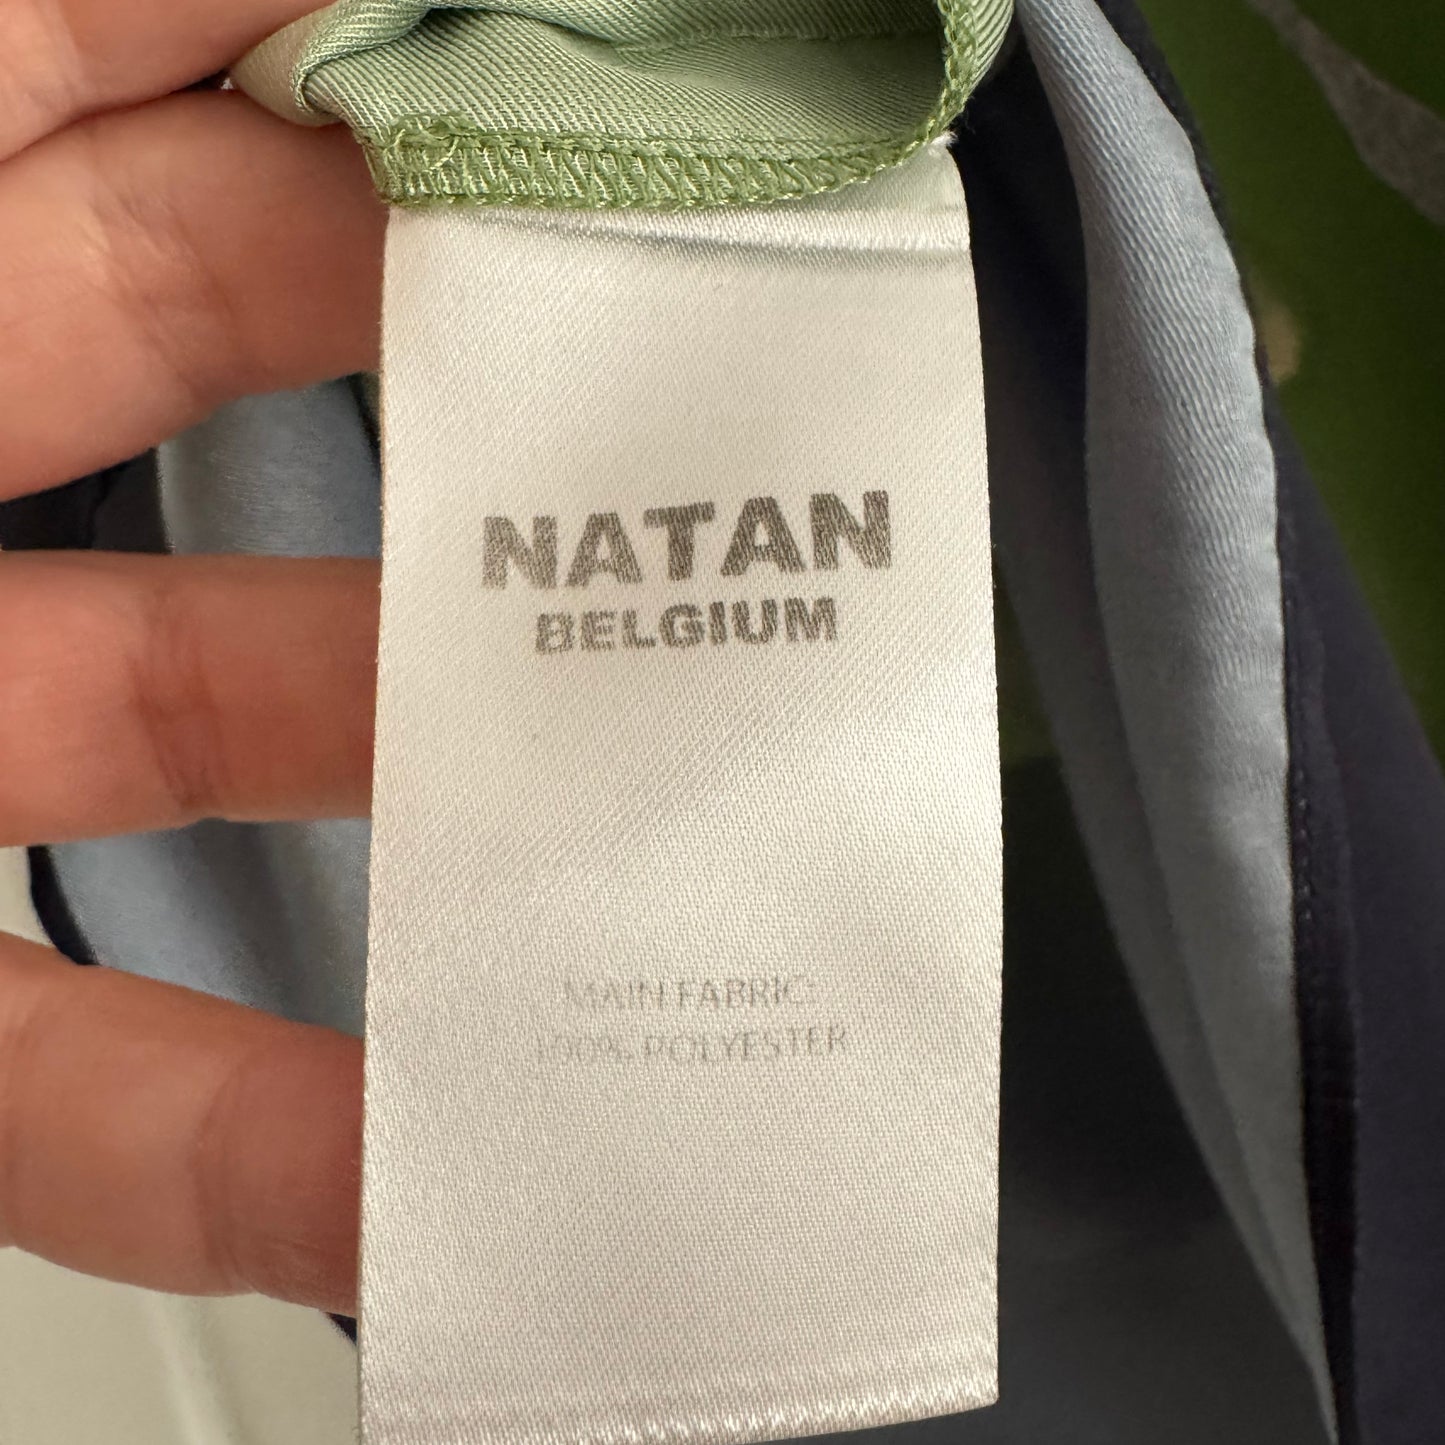 NATAN
BELGIUM
MAIN FABRIC:
100% POLYESTER